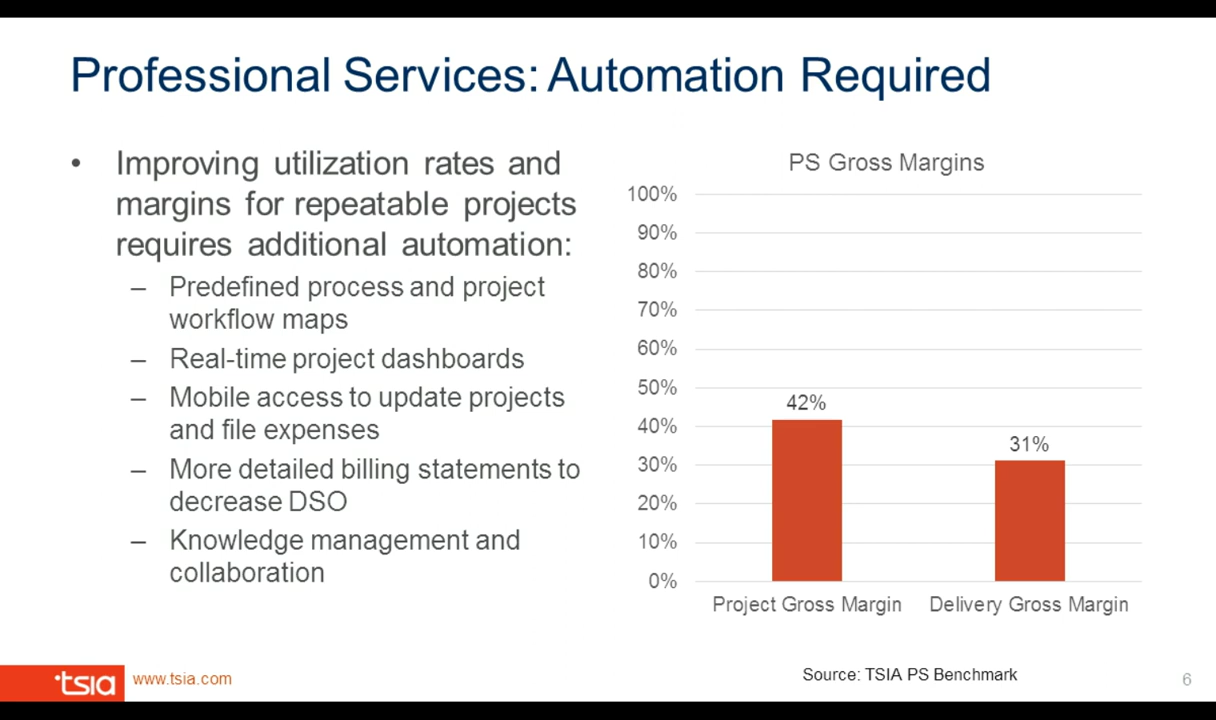 Professional Services: Automation Required
• Improving utilization rates and
margins for repeatable projects
requires additional automation:
– Predefined process and project
workflow maps
– Real-time project dashboards
– Mobile access to update projects
and file expenses
– More detailed billing statements to
decrease DSO
– Knowledge management and
collaboration
PS Gross Margins
100%
90%
80%
70%
60%
50%
40%
30%
20%
10%
0%
42%
31%
Project Gross Margin
Delivery Gross Margin
tsia
www.tsia.com
Source: TSIA PS Benchmark
6